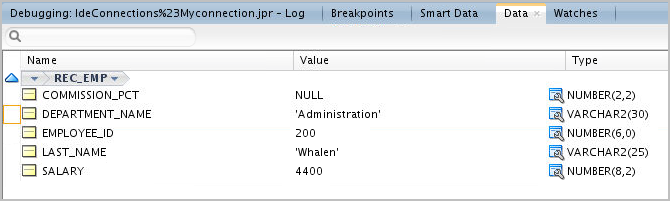 Debugging: IdeConnections%23Myconnection.jpr - Log Breakpoints Smart Data Data Watches
Name Value Type
REC_EMP
COMMISSION_PCT NULL NUMBER(2,2)
DEPARTMENT_NAME 'Administration' VARCHAR2(30)
EMPLOYEE_ID 200 NUMBER(6,0)
LAST_NAME 'Whalen' VARCHAR2(25)
SALARY 4400 NUMBER(8,2)